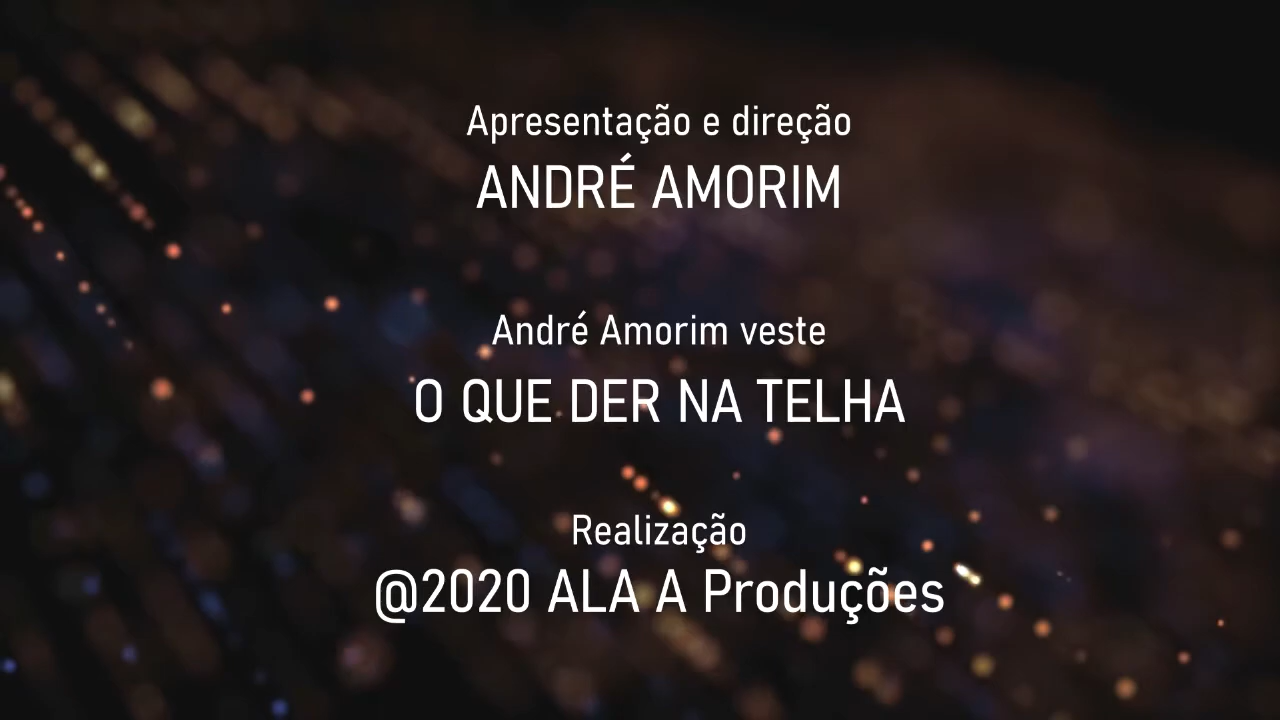 Apresentação e direção
ANDRÉ AMORIM
André Amorim veste
O QUE DER NA TELHA
Realização
@2020 ALA A Produções